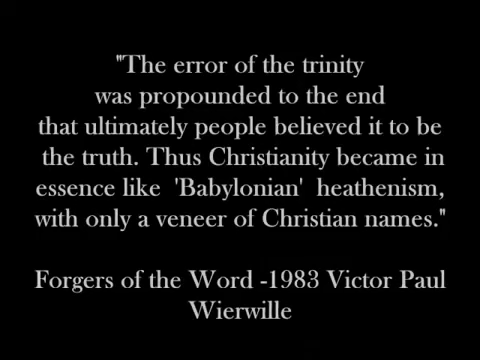 "The error of the trinity
was propounded to the end
that ultimately people believed it to be
the truth. Thus Christianity became in
essence like 'Babylonian' heathenism,
with only a veneer of Christian names."
Forgers of the Word -1983 Victor Paul
Wierwille